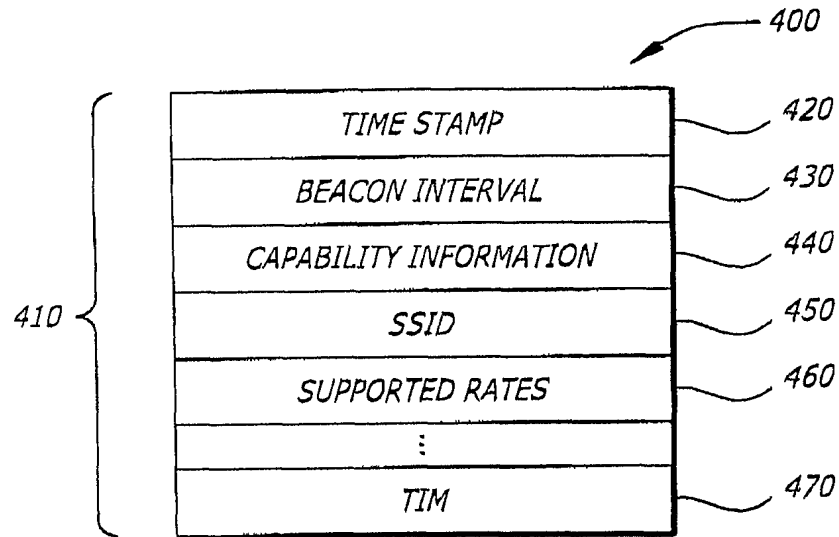 400
TIME STAMP 420
BEACON INTERVAL 430
CAPABILITY INFORMATION 440
410 SSID 450
SUPPORTED RATES 460
⋮
TIM 470